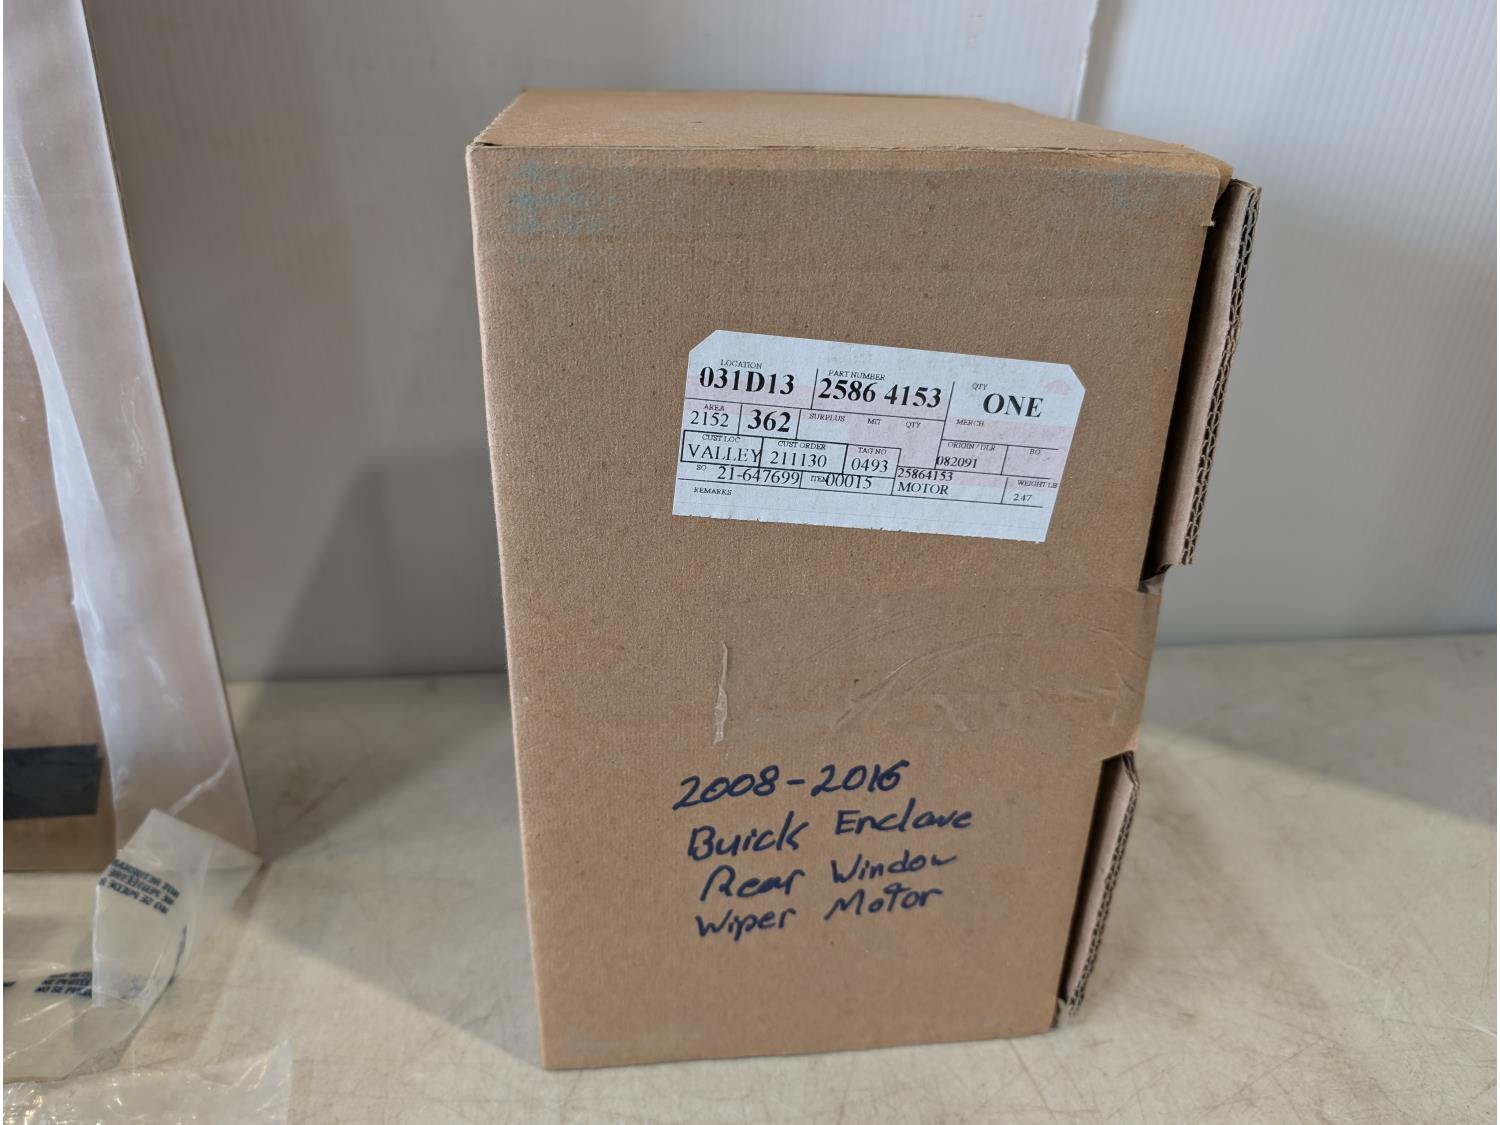 LOCATION PART NUMBER QTY
031D13 2586 4153 ONE
AREA SURPLUS MIT QTY MERCH
2152 362
CUST LOC CUST ORDER TAG NO ORIGIN / DLR BO
VALLEY 211130 0493 082091
SO 21-647699 ITEM 00015 25864153 WEIGHT LB
MOTOR 2.47
REMARKS
2008-2016
Buick Enclave
Rear Window
Wiper Motor